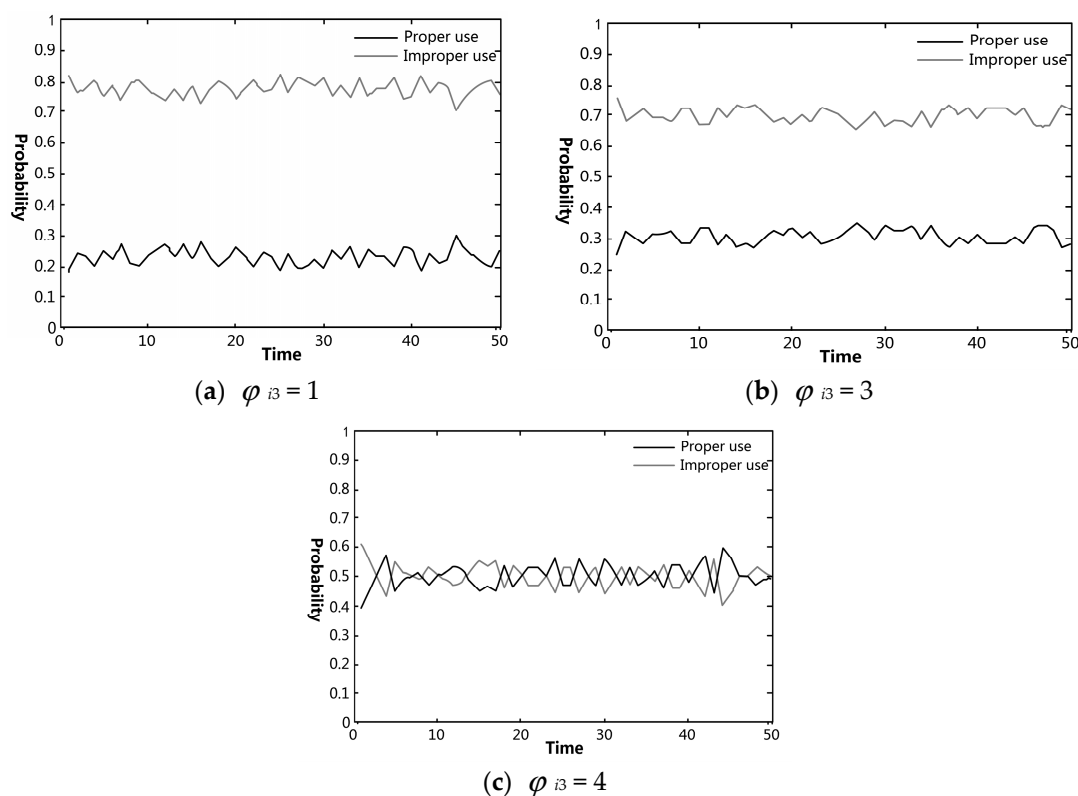 1
0.9
0.8
0.7
0.6
0.5
0.4
0.3
0.2
0.1
0
Probability
Proper use
Improper use
0 10 20 30 40 50
Time
(a) φ i3 = 1
1
0.9
0.8
0.7
0.6
0.5
0.4
0.3
0.2
0.1
0
Probability
Proper use
Improper use
0 10 20 30 40 50
Time
(b) φ i3 = 3
1
0.9
0.8
0.7
0.6
0.5
0.4
0.3
0.2
0.1
0
Probability
Proper use
Improper use
0 10 20 30 40 50
Time
(c) φ i3 = 4